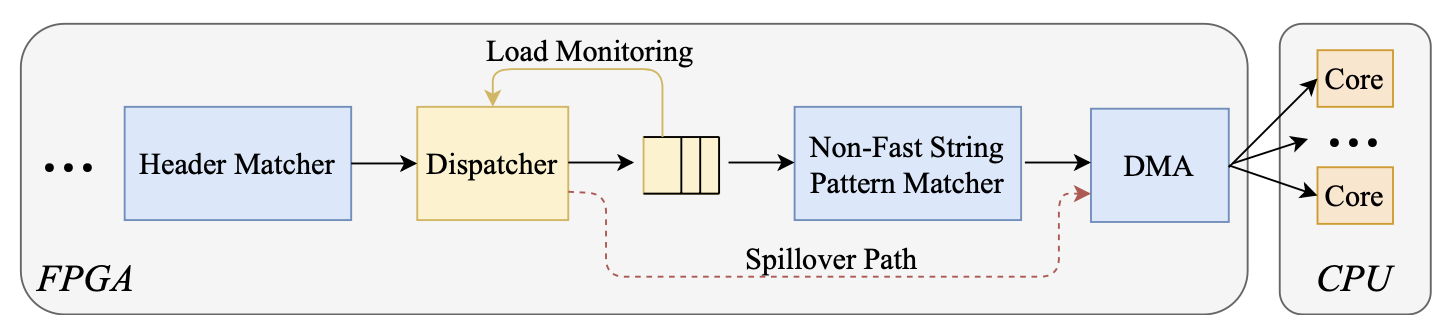 Load Monitoring
Header Matcher
Dispatcher
Non-Fast String
Pattern Matcher
DMA
Core
Core
Spillover Path
FPGA
CPU